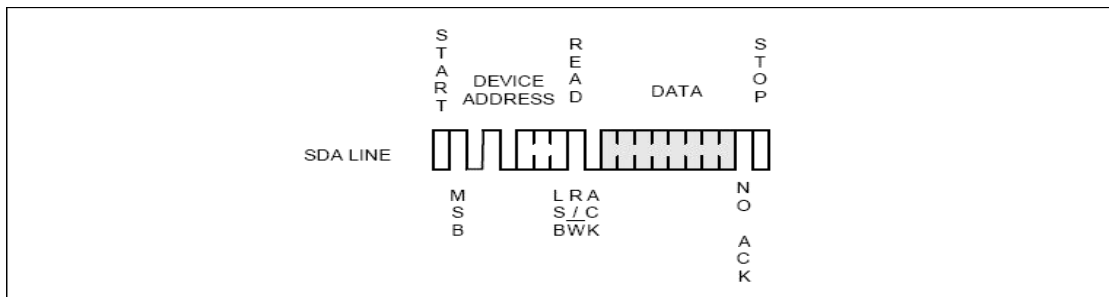 START
DEVICE
ADDRESS
READ
DATA
STOP
SDA LINE
MSB
LSB
R/W
ACK
NO ACK